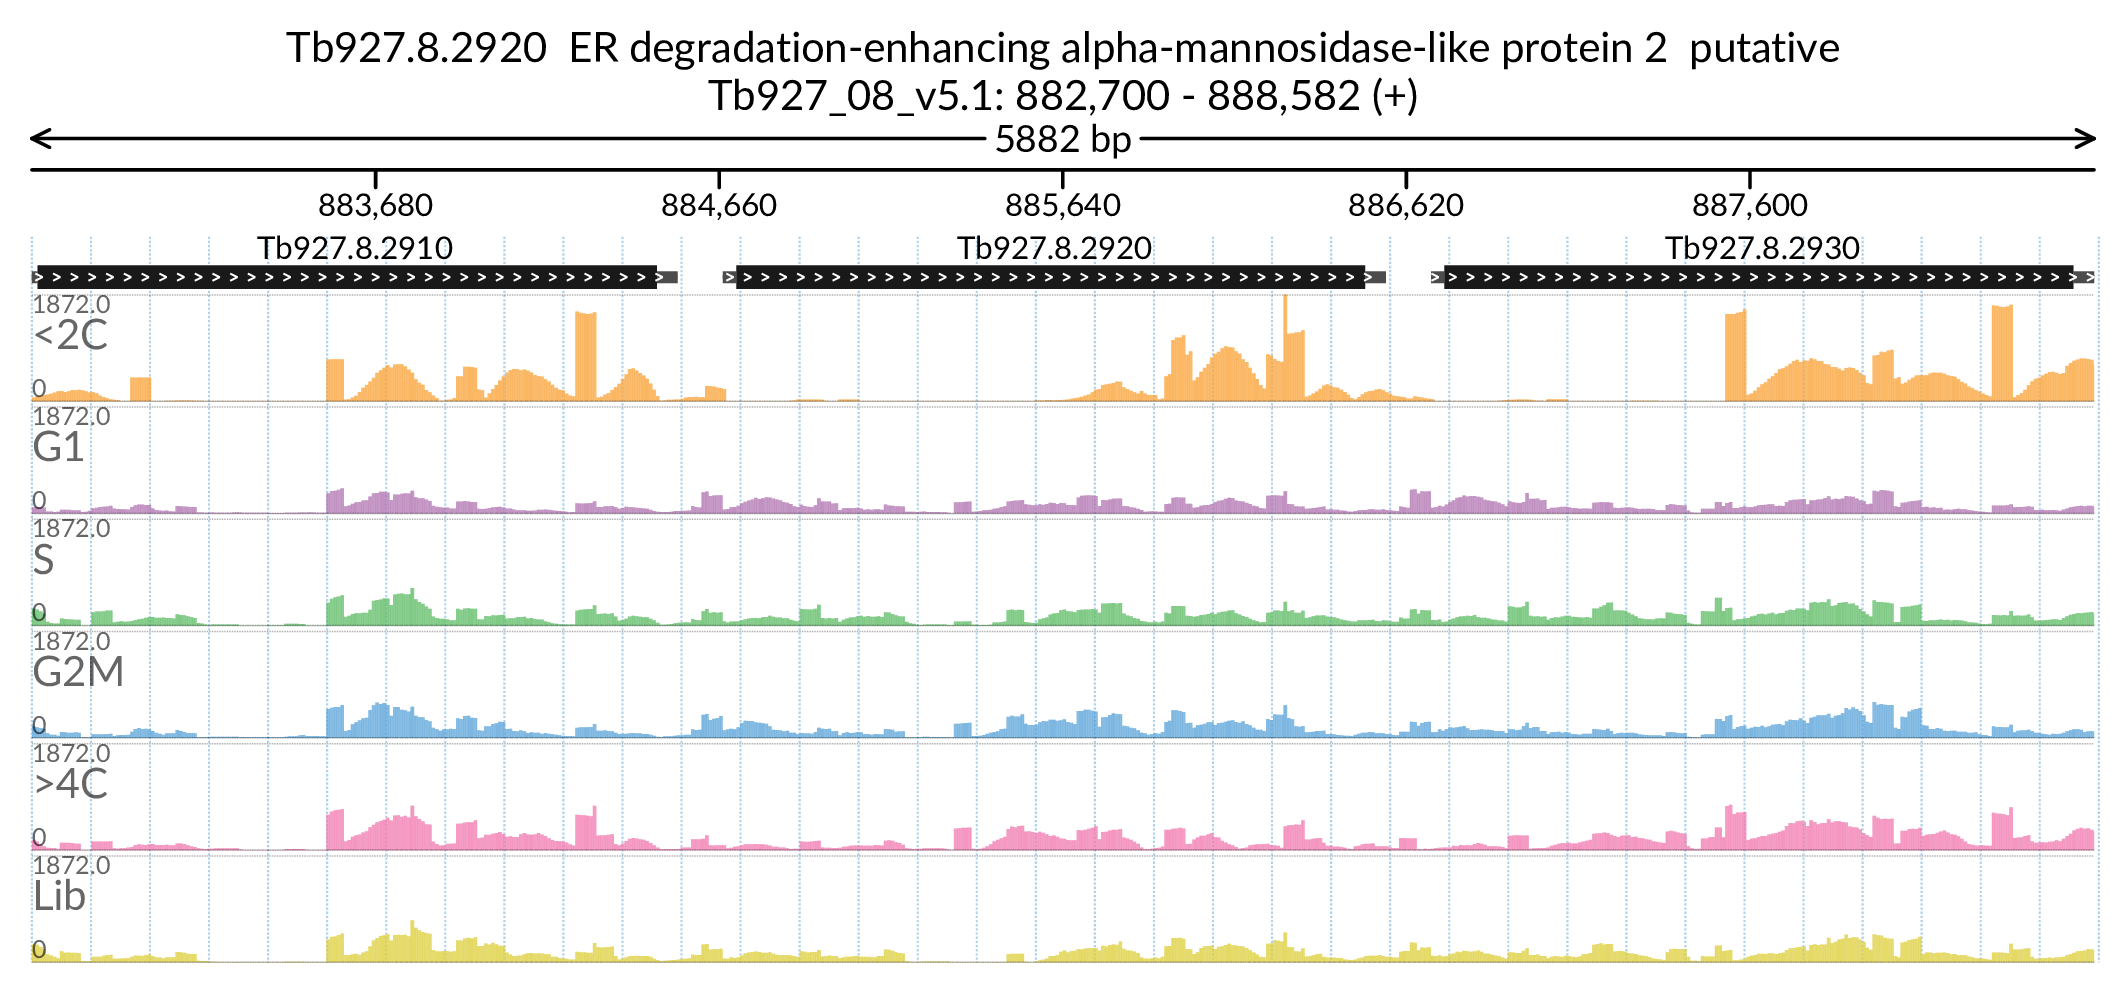 Tb927.8.2920  ER degradation-enhancing alpha-mannosidase-like protein 2  putative
Tb927_08_v5.1: 882,700 - 888,582 (+)
5882 bp
883,680 884,660 885,640 886,620 887,600
Tb927.8.2910 Tb927.8.2920 Tb927.8.2930
1872.0
<2C
0
1872.0
G1
0
1872.0
S
0
1872.0
G2M
0
1872.0
>4C
0
1872.0
Lib
0